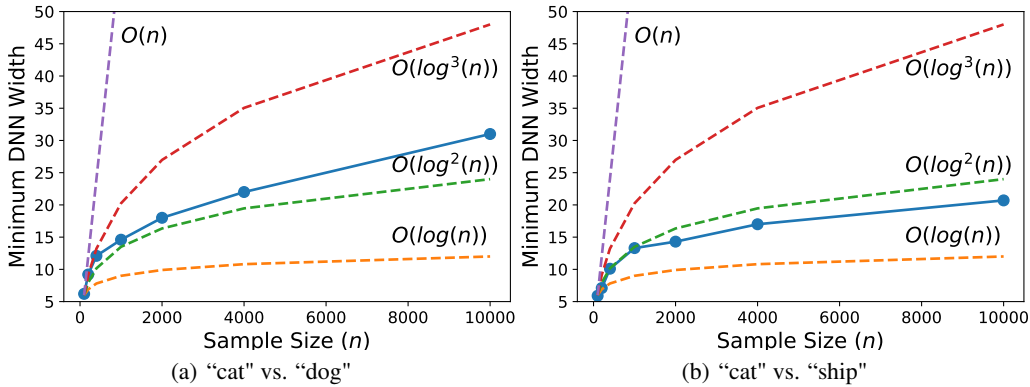 50
45
40
35
30
25
20
15
10
5
Minimum DNN Width
O(n)
O(log³(n))
O(log²(n))
O(log(n))
0 2000 4000 6000 8000 10000
Sample Size (n)
(a) “cat" vs. “dog"
50
45
40
35
30
25
20
15
10
5
Minimum DNN Width
O(n)
O(log³(n))
O(log²(n))
O(log(n))
0 2000 4000 6000 8000 10000
Sample Size (n)
(b) “cat" vs. “ship"